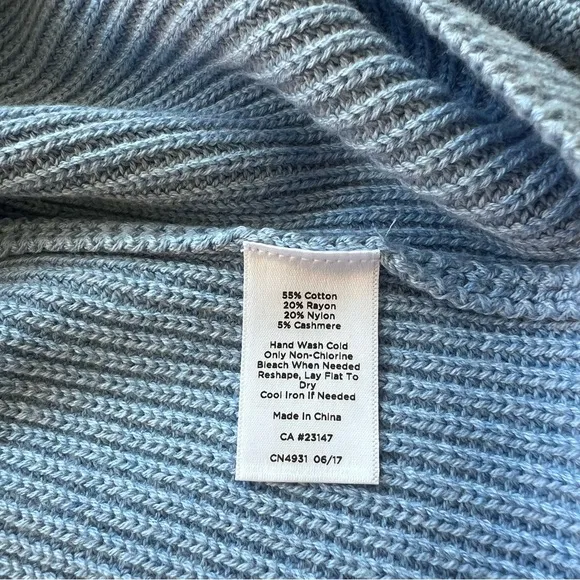 55% Cotton
20% Rayon
20% Nylon
5% Cashmere
Hand Wash Cold
Only Non-Chlorine
Bleach When Needed
Reshape, Lay Flat To
Dry
Cool Iron If Needed
Made in China
CA #23147
CN4931 06/17